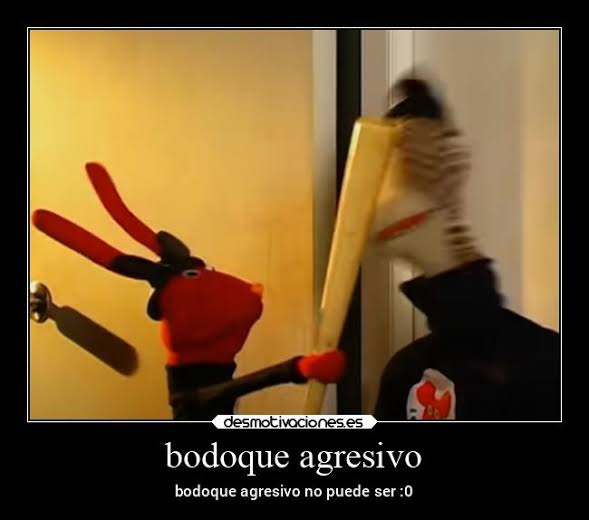 desmotivaciones.es
bodoque agresivo
bodoque agresivo no puede ser :0